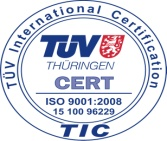 TÜV International Certification
TÜV
THÜRINGEN
CERT
ISO 9001:2008
15 100 96229
TIC